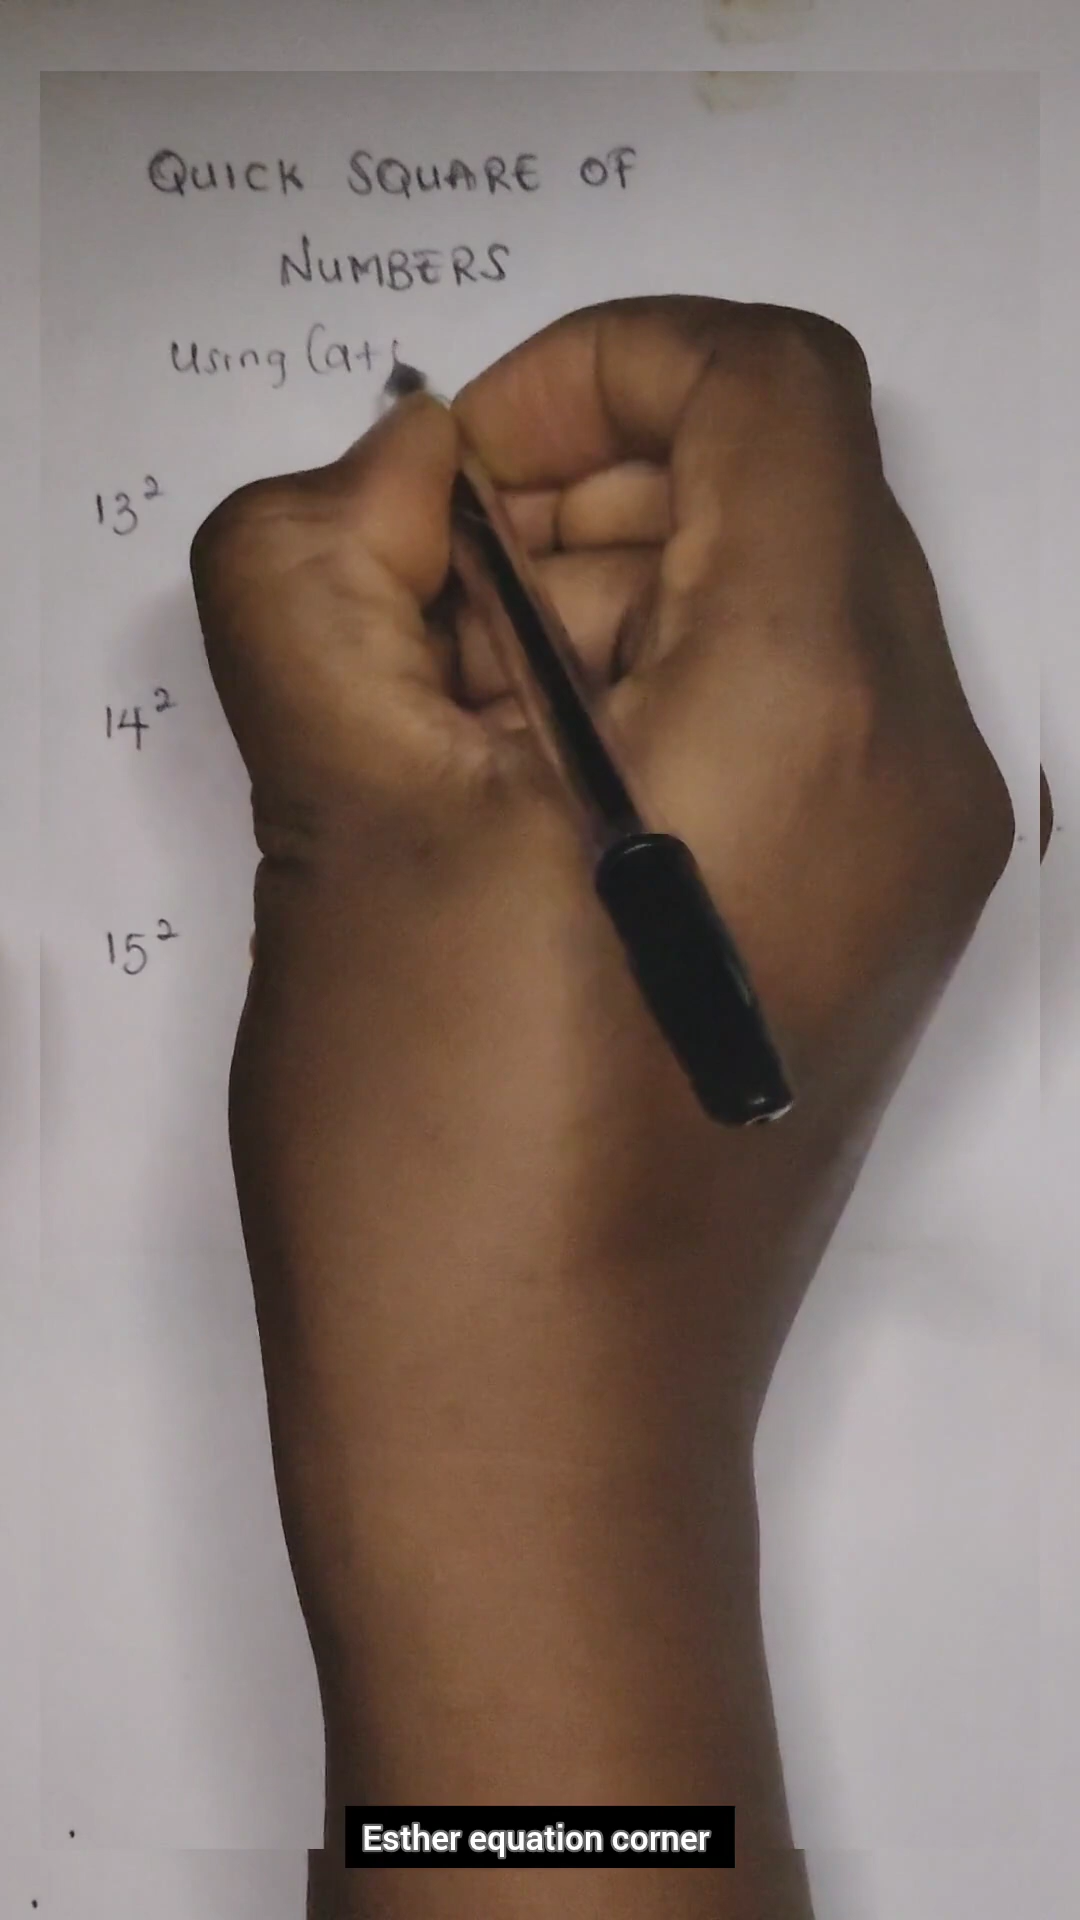 QUICK SQUARE OF
NUMBERS
Using (a+
13²
14²
15²
Esther equation corner